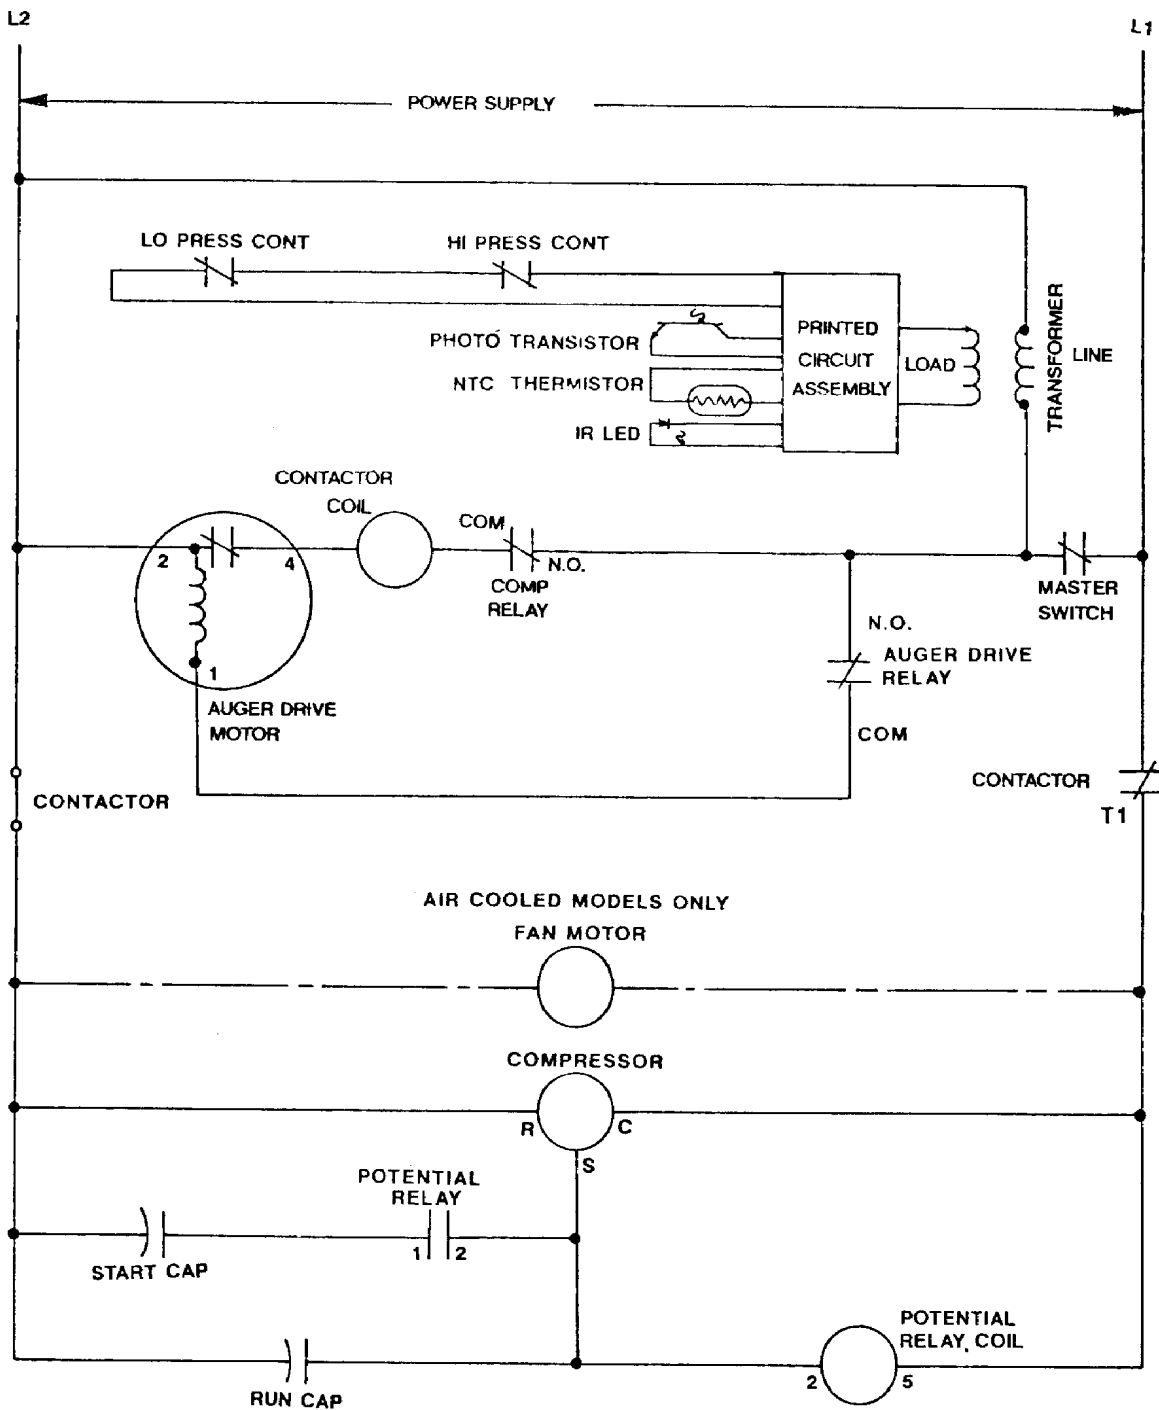 L2
L1
POWER SUPPLY
LO PRESS CONT
HI PRESS CONT
PHOTO TRANSISTOR
NTC THERMISTOR
IR LED
PRINTED
CIRCUIT
ASSEMBLY
LOAD
TRANSFORMER
LINE
CONTACTOR
COIL
COM
N.O.
COMP
RELAY
2
4
1
AUGER DRIVE
MOTOR
MASTER
SWITCH
N.O.
AUGER DRIVE
RELAY
COM
CONTACTOR
CONTACTOR
T1
AIR COOLED MODELS ONLY
FAN MOTOR
COMPRESSOR
R
C
S
POTENTIAL
RELAY
1
2
START CAP
POTENTIAL
RELAY, COIL
2
5
RUN CAP